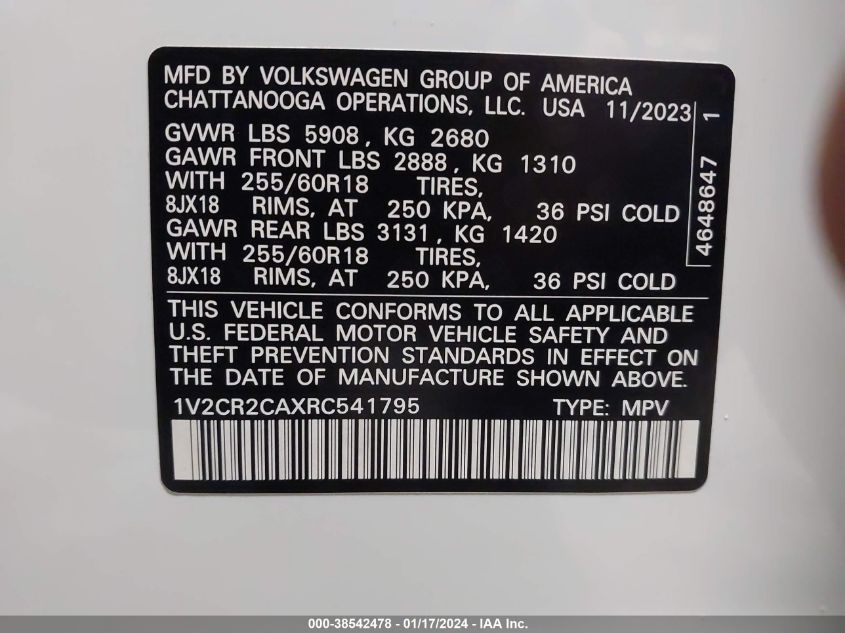 MFD BY VOLKSWAGEN GROUP OF AMERICA
CHATTANOOGA OPERATIONS, LLC. USA 11/2023
GVWR LBS 5908, KG 2680
GAWR FRONT LBS 2888, KG 1310
WITH 255/60R18 TIRES,
8JX18 RIMS, AT 250 KPA, 36 PSI COLD
GAWR REAR LBS 3131, KG 1420
WITH 255/60R18 TIRES,
8JX18 RIMS, AT 250 KPA, 36 PSI COLD
4648647 1
THIS VEHICLE CONFORMS TO ALL APPLICABLE
U.S. FEDERAL MOTOR VEHICLE SAFETY AND
THEFT PREVENTION STANDARDS IN EFFECT ON
THE DATE OF MANUFACTURE SHOWN ABOVE.
1V2CR2CAXRC541795 TYPE: MPV
000-38542478 - 01/17/2024 - IAA Inc.